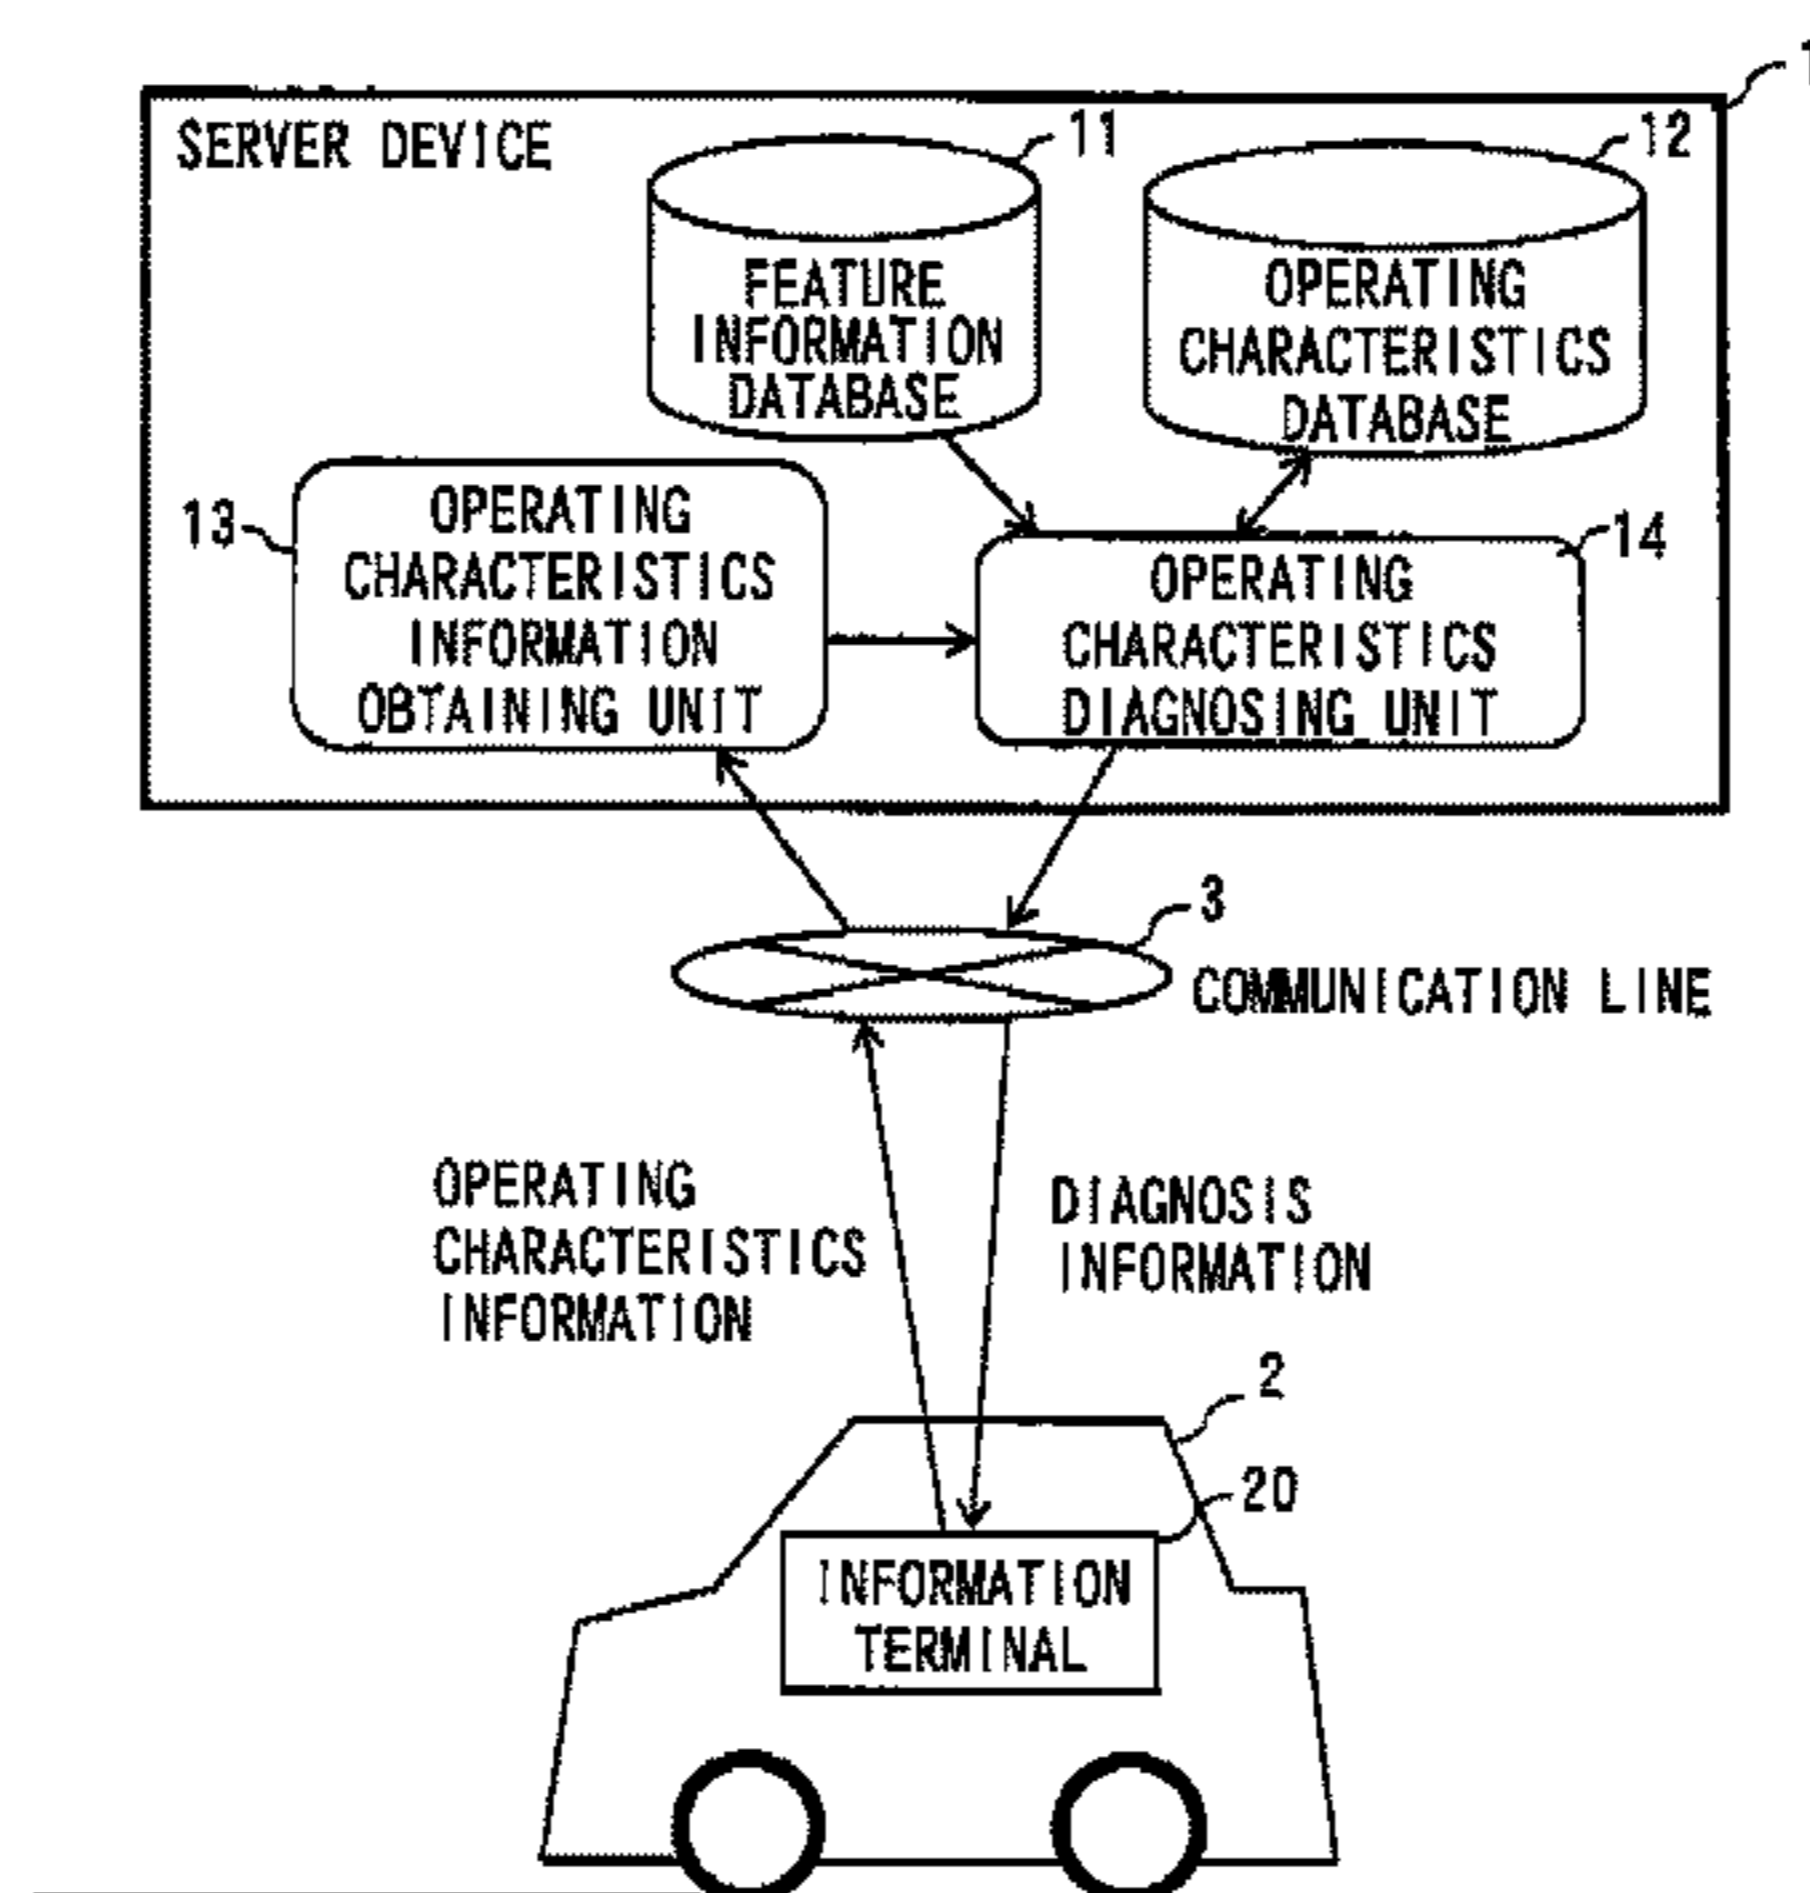 1
SERVER DEVICE
11
12
FEATURE
INFORMATION
DATABASE
OPERATING
CHARACTERISTICS
DATABASE
13
OPERATING
CHARACTERISTICS
INFORMATION
OBTAINING UNIT
14
OPERATING
CHARACTERISTICS
DIAGNOSING UNIT
3
COMMUNICATION LINE
OPERATING
CHARACTERISTICS
INFORMATION
DIAGNOSIS
INFORMATION
2
20
INFORMATION
TERMINAL